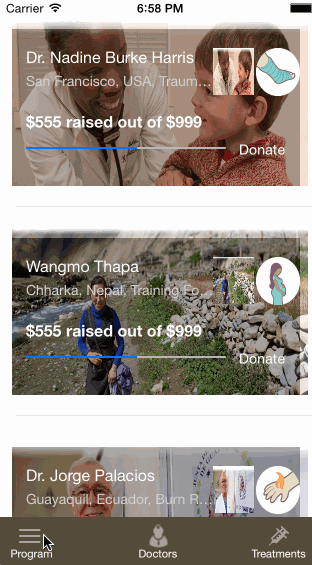 Carrier 6:58 PM
Dr. Nadine Burke Harris
San Francisco, USA, Traum...
$555 raised out of $999
Donate
Wangmo Thapa
Chharka, Nepal, Training Fo...
$555 raised out of $999
Donate
Dr. Jorge Palacios
Guayaquil, Ecuador, Burn R...
Program Doctors Treatments